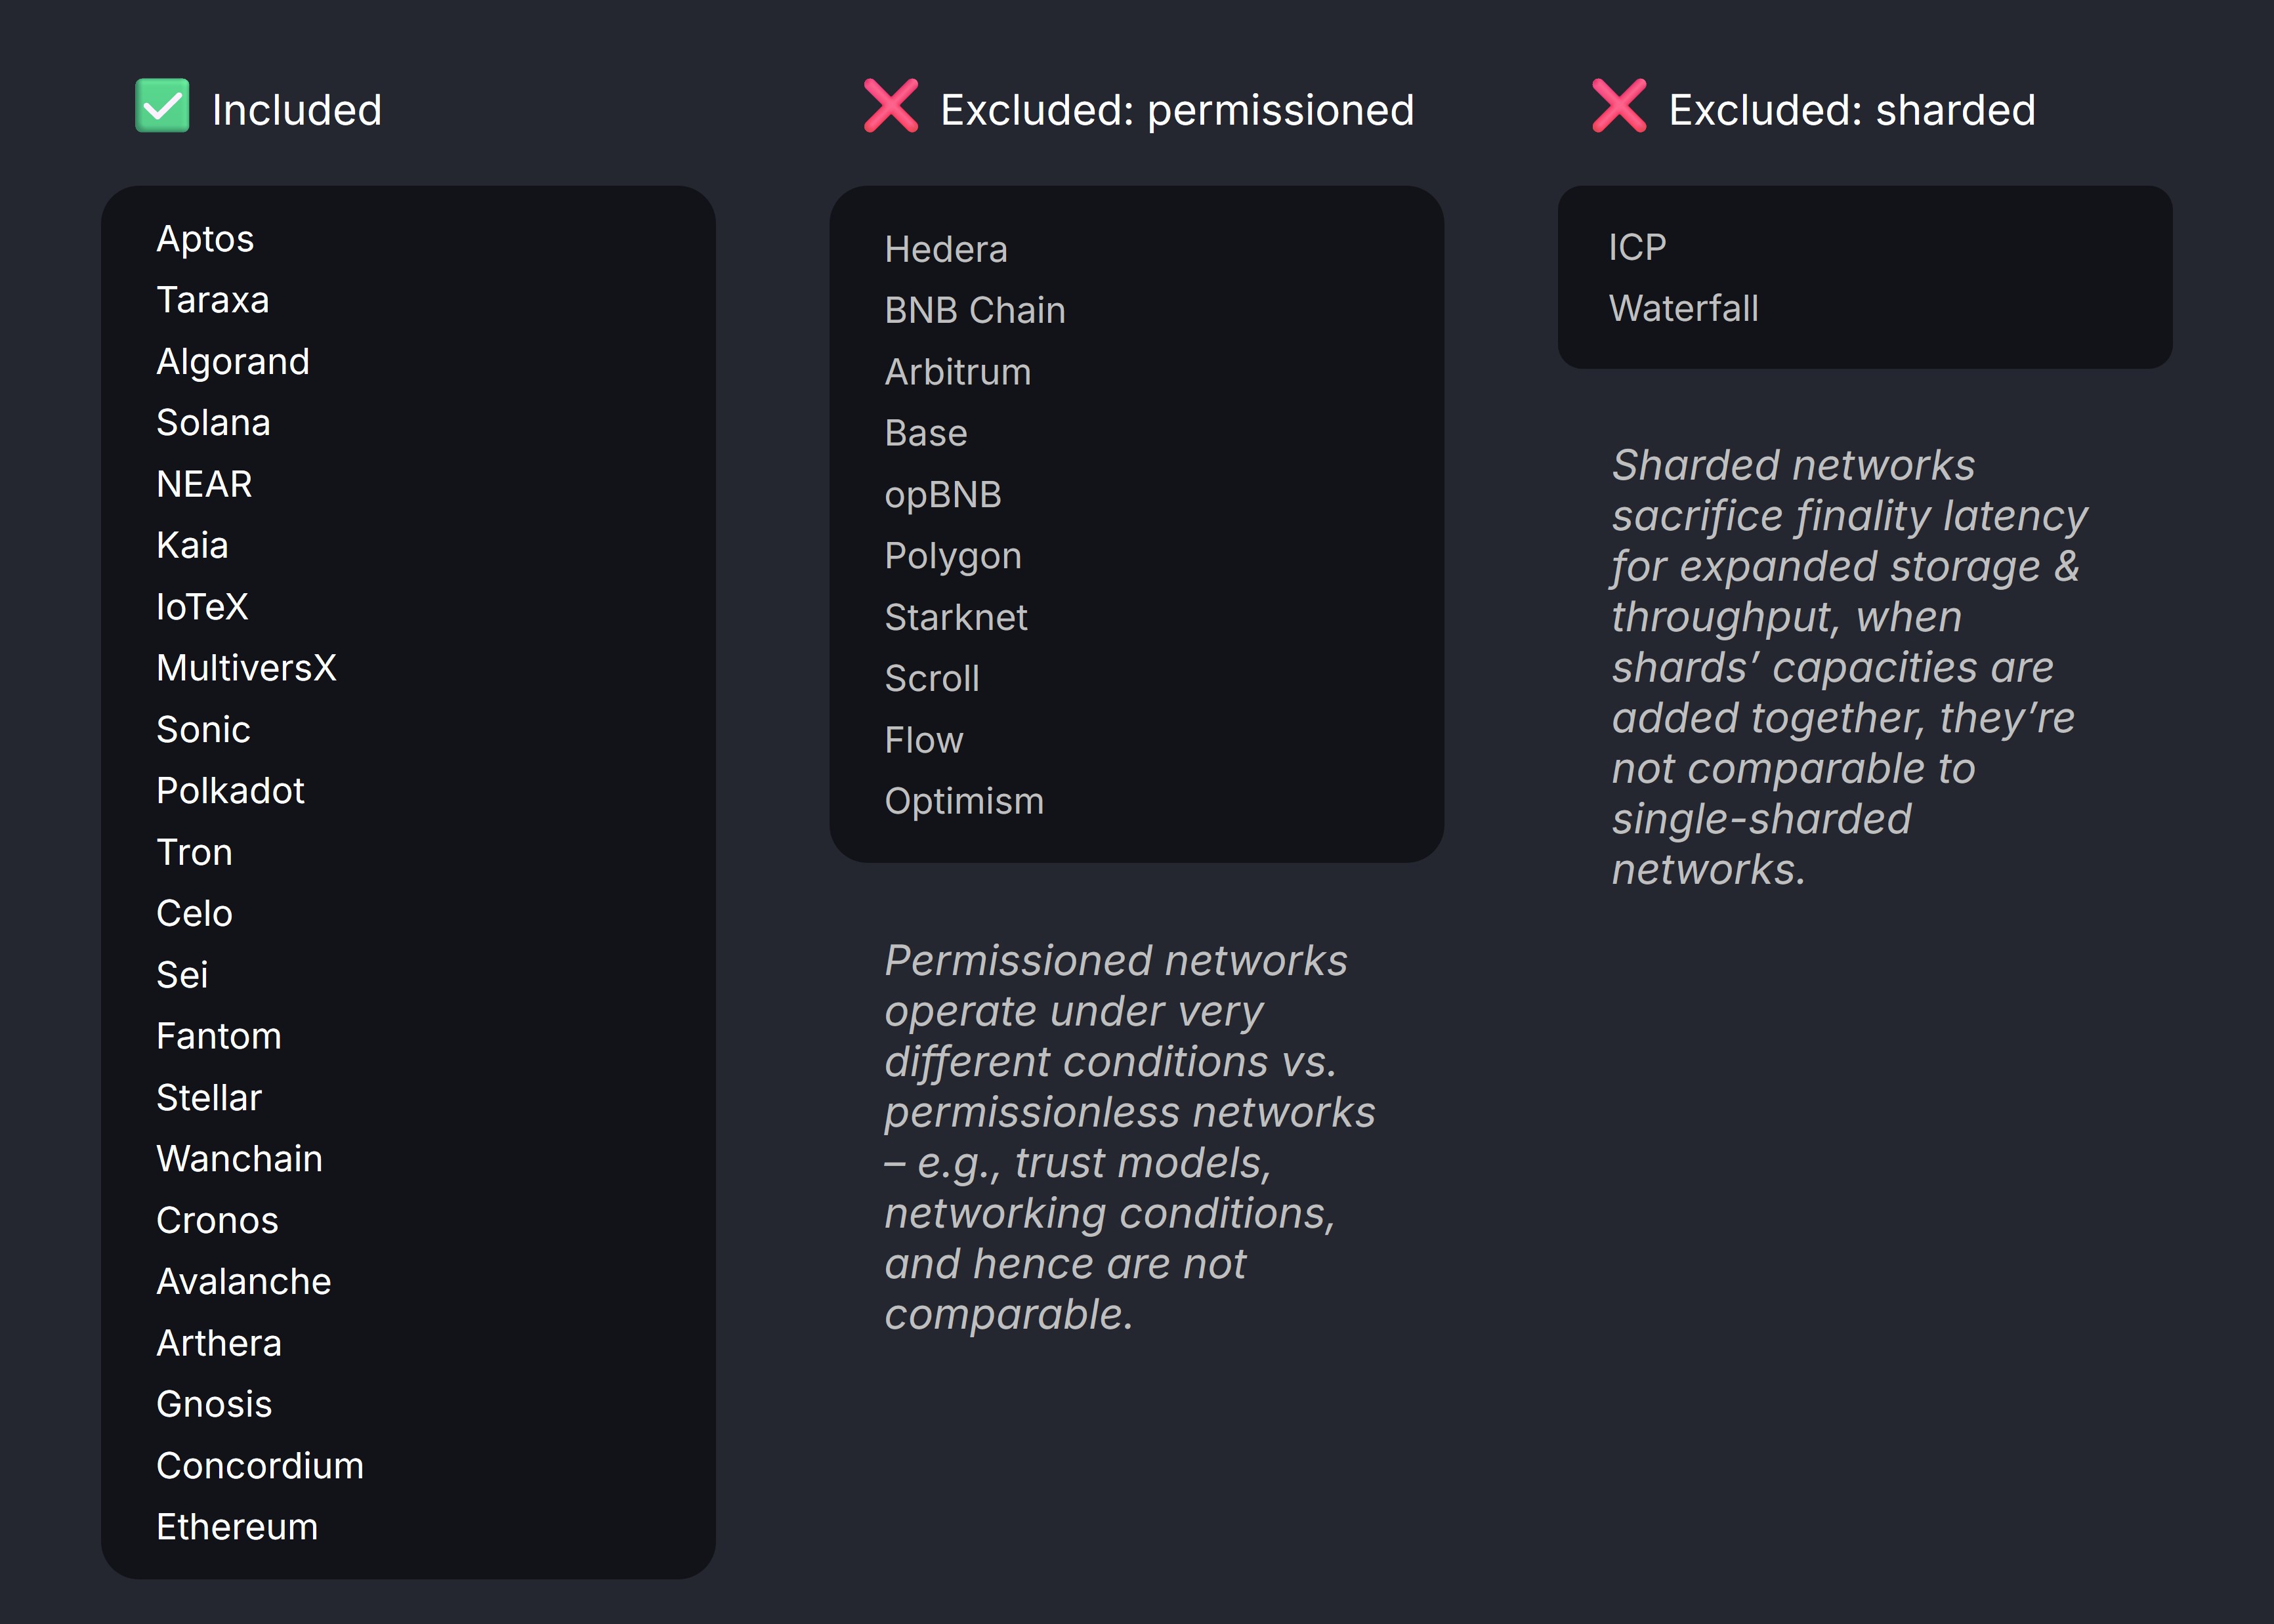 Included
Aptos
Taraxa
Algorand
Solana
NEAR
Kaia
IoTeX
MultiversX
Sonic
Polkadot
Tron
Celo
Sei
Fantom
Stellar
Wanchain
Cronos
Avalanche
Arthera
Gnosis
Concordium
Ethereum
Excluded: permissioned
Hedera
BNB Chain
Arbitrum
Base
opBNB
Polygon
Starknet
Scroll
Flow
Optimism
Permissioned networks
operate under very
different conditions vs.
permissionless networks
– e.g., trust models,
networking conditions,
and hence are not
comparable.
Excluded: sharded
ICP
Waterfall
Sharded networks
sacrifice finality latency
for expanded storage &
throughput, when
shards’ capacities are
added together, they’re
not comparable to
single-sharded
networks.